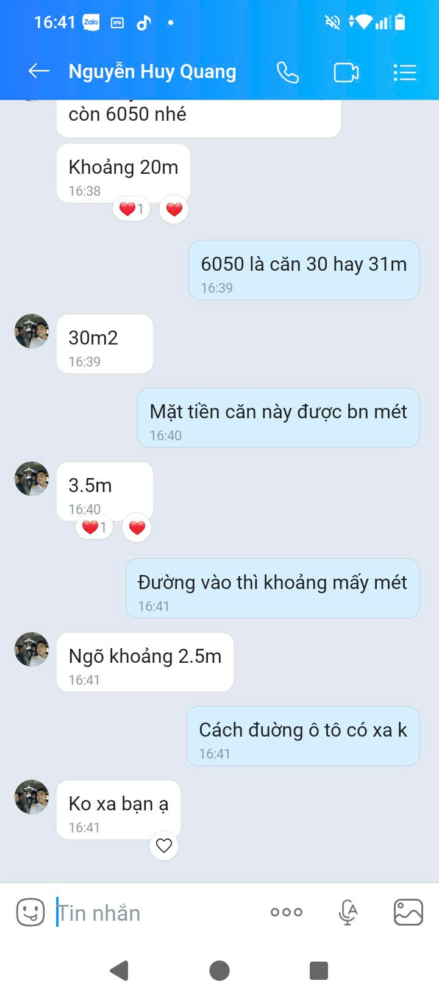 16:41 Zalo
Nguyễn Huy Quang
còn 6050 nhé
Khoảng 20m
16:38
1
6050 là căn 30 hay 31m
16:39
30m2
16:39
Mặt tiền căn này được bn mét
16:40
3.5m
16:40
1
Đường vào thì khoảng mấy mét
16:41
Ngõ khoảng 2.5m
16:41
Cách đuờng ô tô có xa k
16:41
Ko xa bạn ạ
16:41
Tin nhắn
A